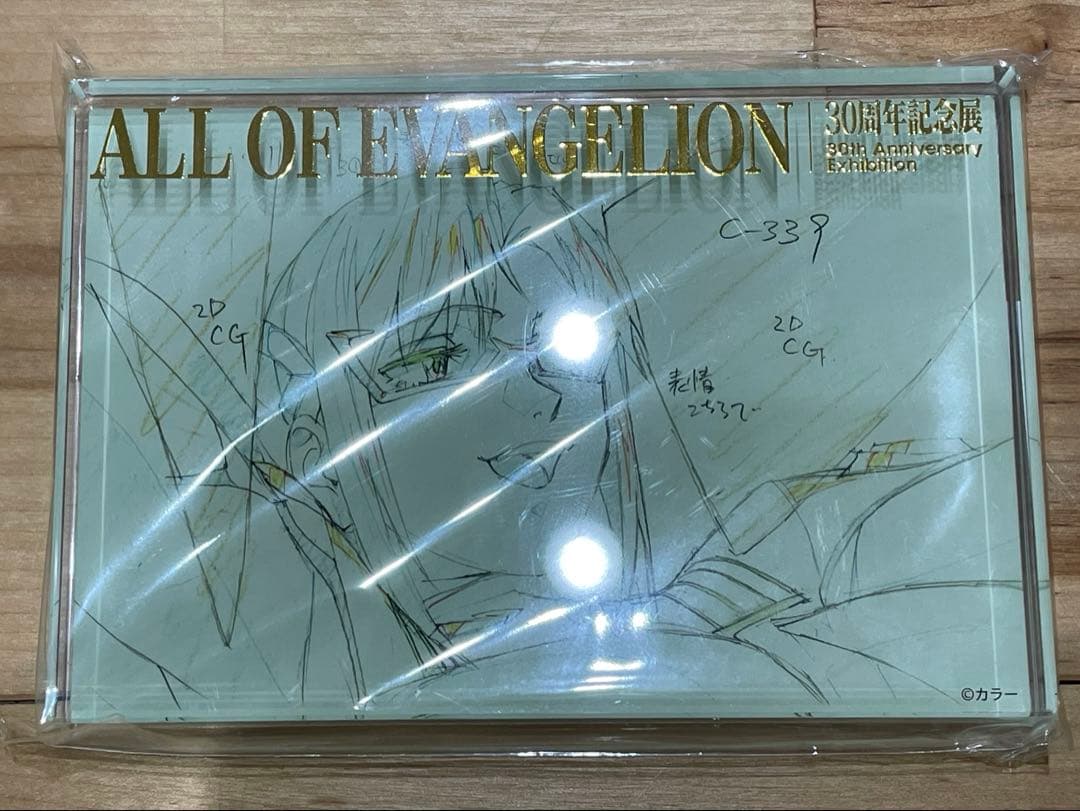 ALL OF EVANGELION
30周年記念展
30th Anniversary
Exhibition
C-339
2D
CG
2D
CG
表情
こちらで
©カラー